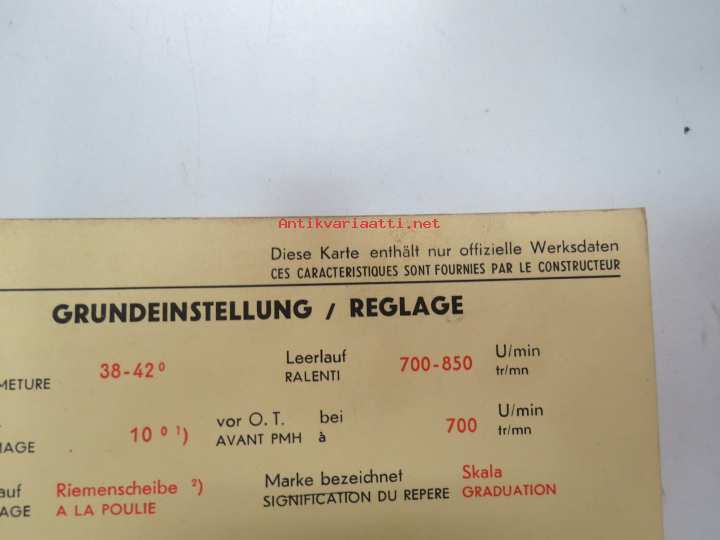 Antikvariaatti.net
Diese Karte enthält nur offizielle Werksdaten
CES CARACTERISTIQUES SONT FOURNIES PAR LE CONSTRUCTEUR
GRUNDEINSTELLUNG / REGLAGE
38-42° Leerlauf 700-850 U/min
METURE RALENTI tr/mn
10° ¹) vor O.T. bei 700 U/min
MAGE AVANT PMH à tr/mn
auf Riemenscheibe ²) Marke bezeichnet Skala
AGE A LA POULIE SIGNIFICATION DU REPERE GRADUATION